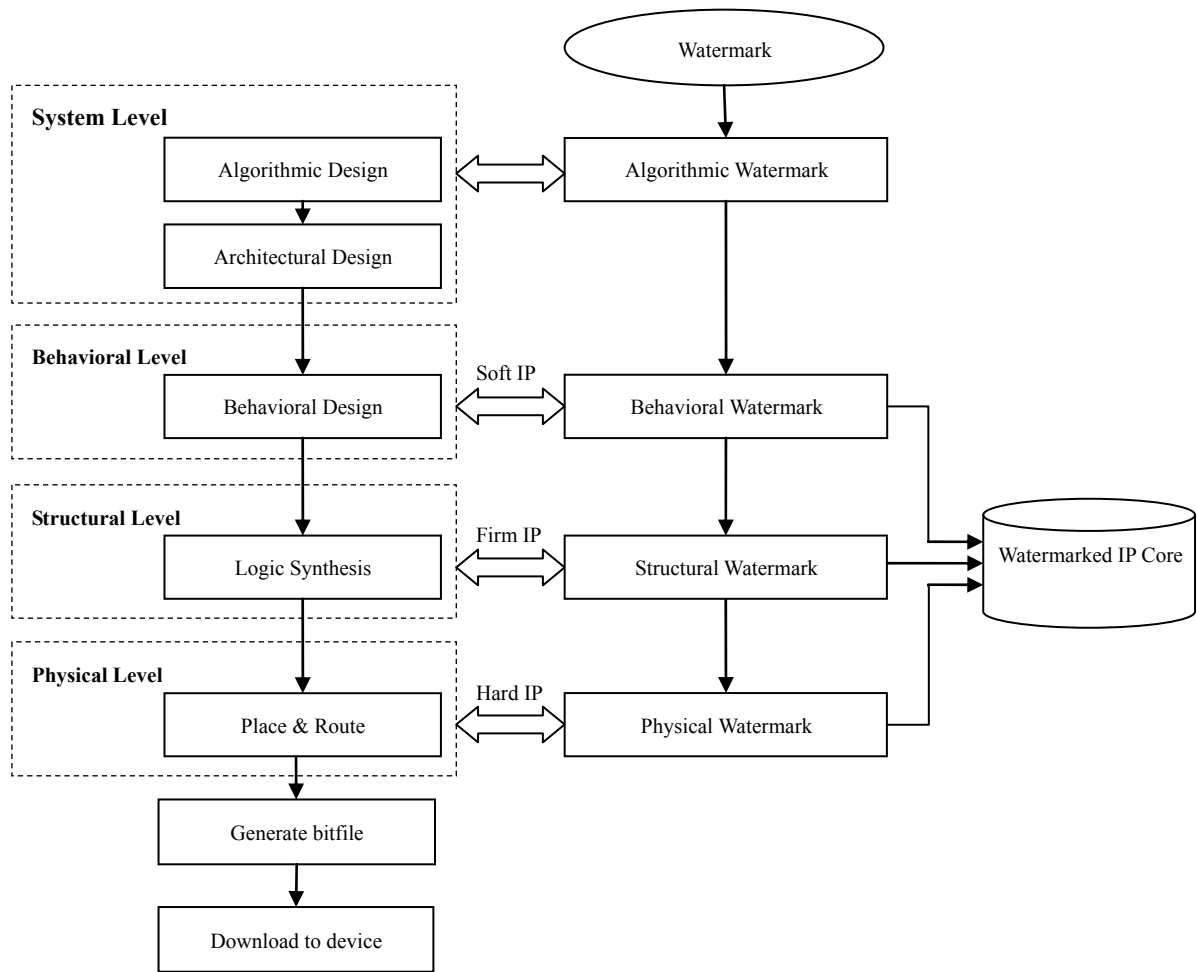 Watermark
System Level
Algorithmic Design
Algorithmic Watermark
Architectural Design
Behavioral Level
Soft IP
Behavioral Design
Behavioral Watermark
Structural Level
Firm IP
Logic Synthesis
Structural Watermark
Watermarked IP Core
Physical Level
Hard IP
Place & Route
Physical Watermark
Generate bitfile
Download to device